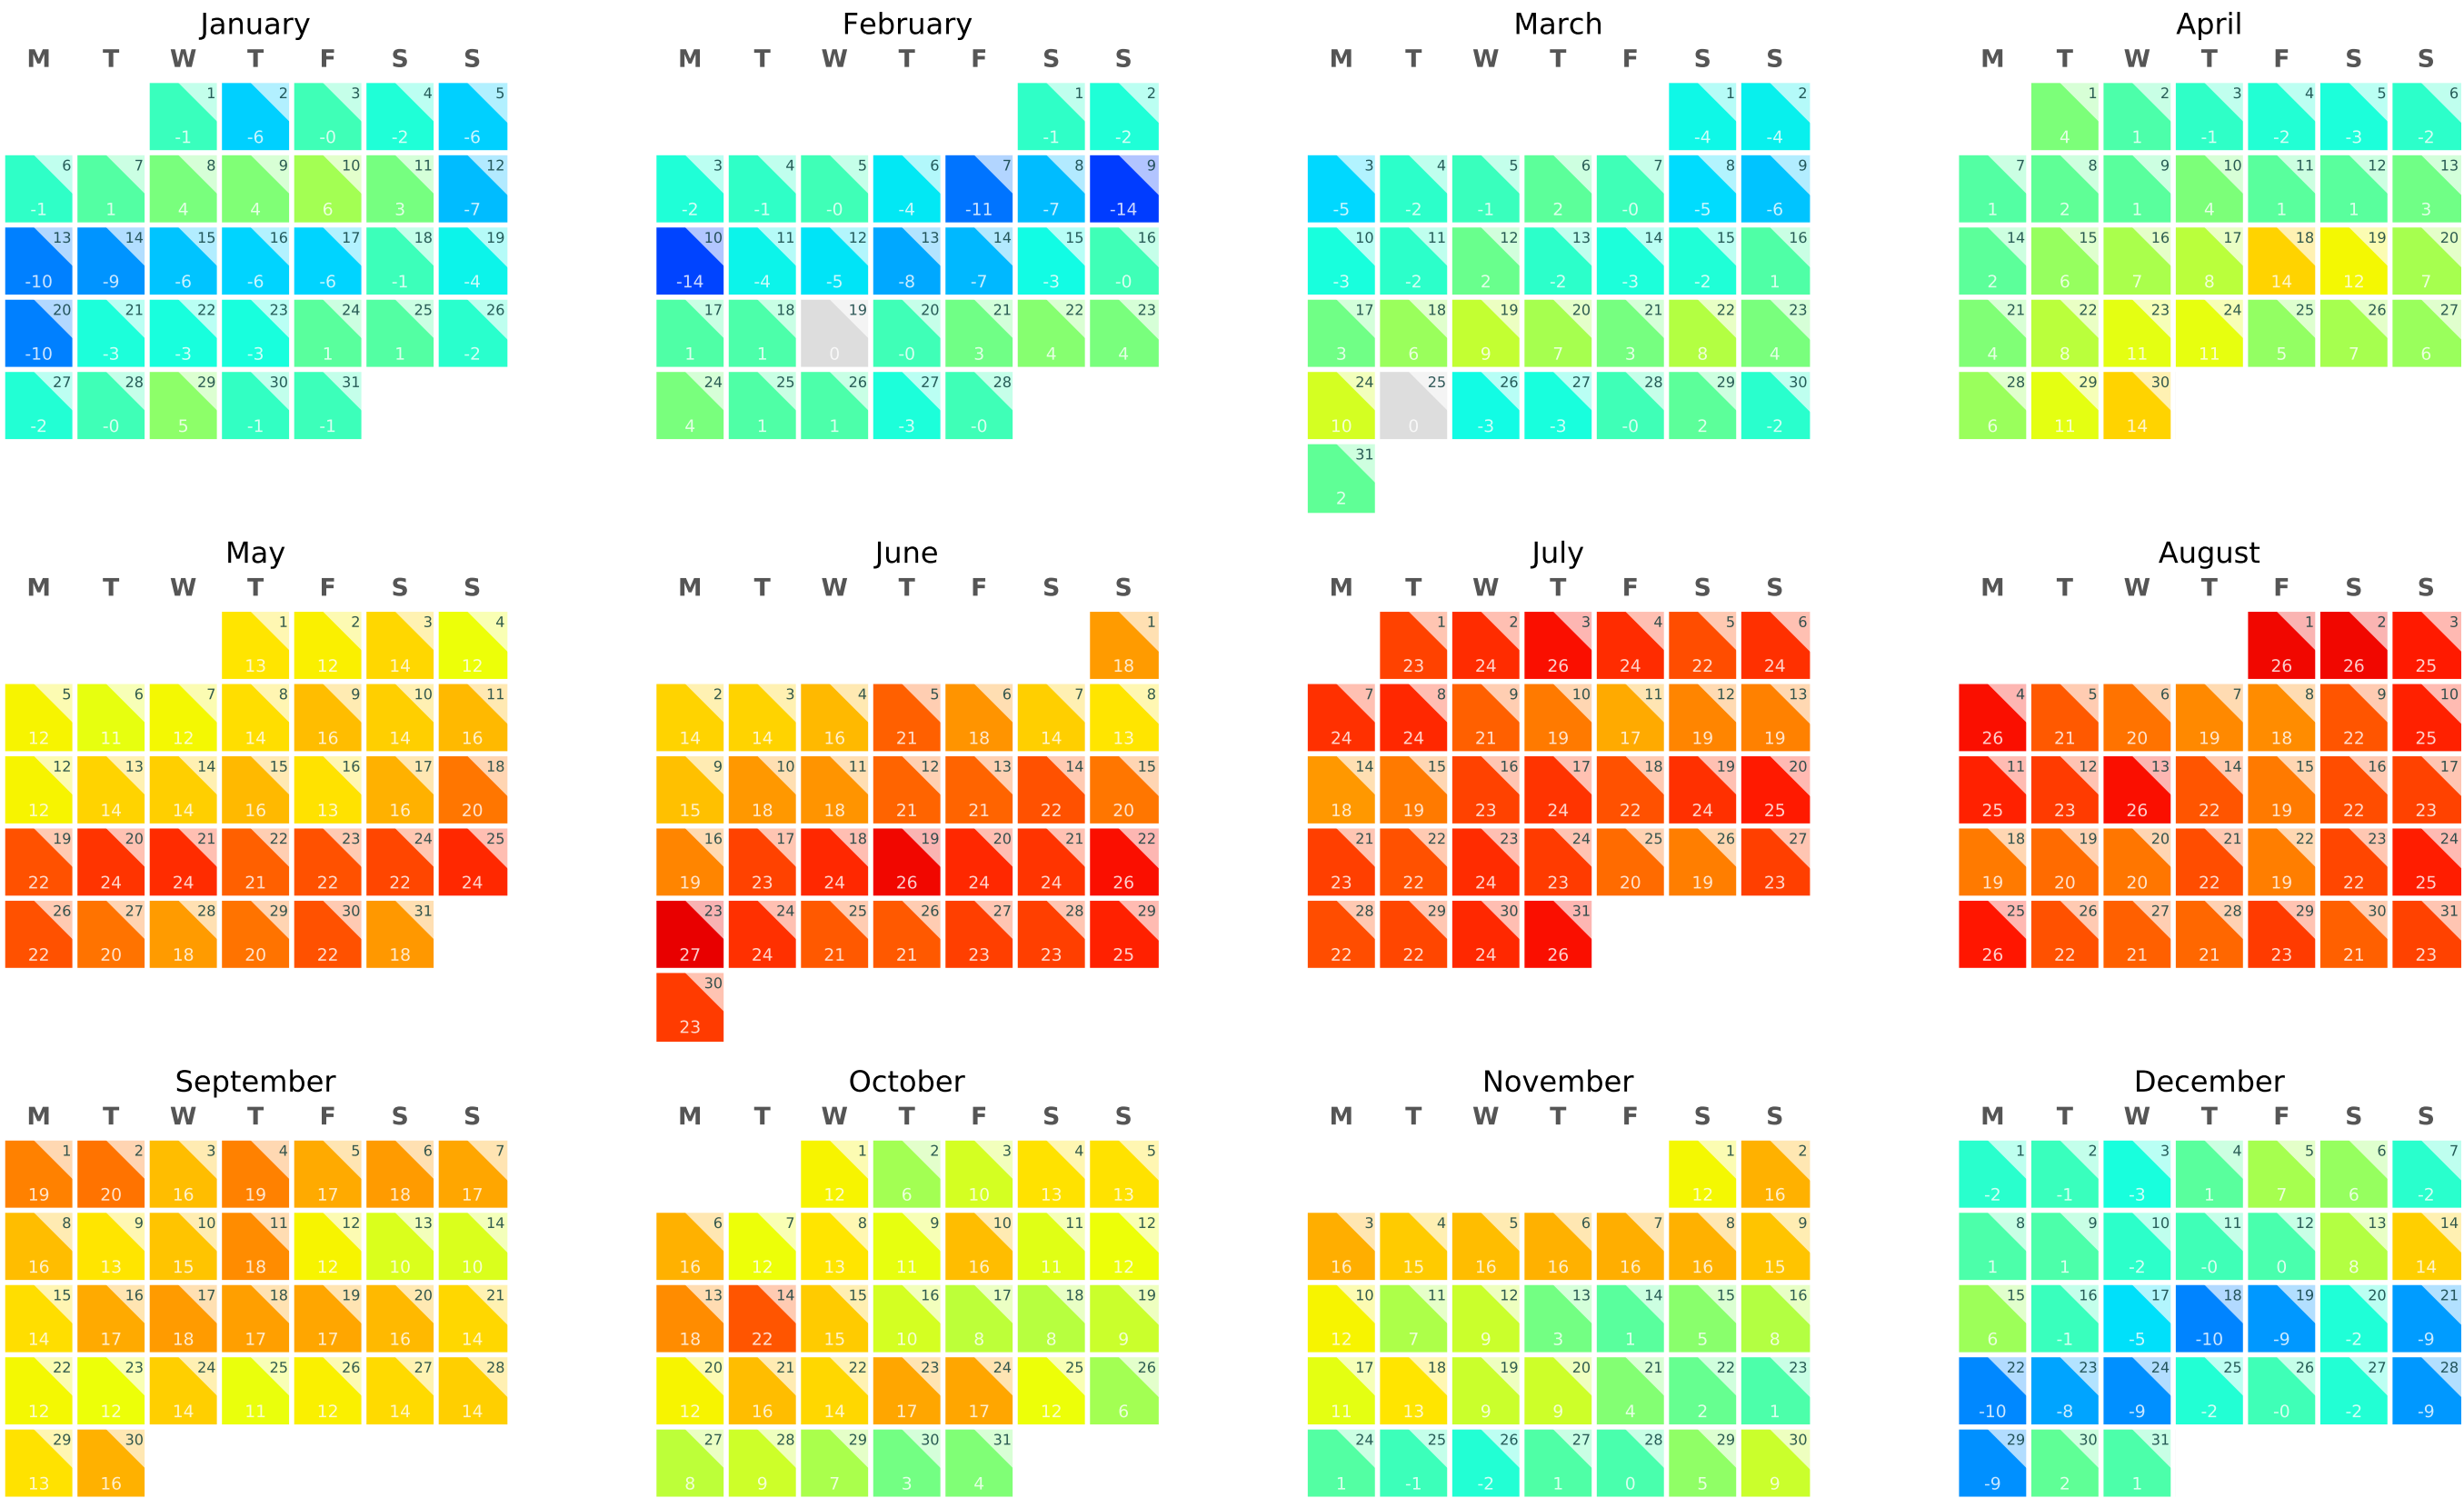 January February March April
M T W T F S S M T W T F S S M T W T F S S M T W T F S S
1 2 3 4 5 1 2 1 2 1 2 3 4 5 6
-1 -6 -0 -2 -6 -1 -2 -4 -4 4 1 -1 -2 -3 -2
6 7 8 9 10 11 12 3 4 5 6 7 8 9 3 4 5 6 7 8 9 7 8 9 10 11 12 13
-1 1 4 4 6 3 -7 -2 -1 -0 -4 -11 -7 -14 -5 -2 -1 2 -0 -5 -6 1 2 1 4 1 1 3
13 14 15 16 17 18 19 10 11 12 13 14 15 16 10 11 12 13 14 15 16 14 15 16 17 18 19 20
-10 -9 -6 -6 -6 -1 -4 -14 -4 -5 -8 -7 -3 -0 -3 -2 2 -2 -3 -2 1 2 6 7 8 14 12 7
20 21 22 23 24 25 26 17 18 19 20 21 22 23 17 18 19 20 21 22 23 21 22 23 24 25 26 27
-10 -3 -3 -3 1 1 -2 1 1 0 -0 3 4 4 3 6 9 7 3 8 4 4 8 11 11 5 7 6
27 28 29 30 31 24 25 26 27 28 24 25 26 27 28 29 30 28 29 30
-2 -0 5 -1 -1 4 1 1 -3 -0 10 0 -3 -3 -0 2 -2 6 11 14
31
2
May June July August
M T W T F S S M T W T F S S M T W T F S S M T W T F S S
1 2 3 4 1 1 2 3 4 5 6 1 2 3
13 12 14 12 18 23 24 26 24 22 24 26 26 25
5 6 7 8 9 10 11 2 3 4 5 6 7 8 7 8 9 10 11 12 13 4 5 6 7 8 9 10
12 11 12 14 16 14 16 14 14 16 21 18 14 13 24 24 21 19 17 19 19 26 21 20 19 18 22 25
12 13 14 15 16 17 18 9 10 11 12 13 14 15 14 15 16 17 18 19 20 11 12 13 14 15 16 17
12 14 14 16 13 16 20 15 18 18 21 21 22 20 18 19 23 24 22 24 25 25 23 26 22 19 22 23
19 20 21 22 23 24 25 16 17 18 19 20 21 22 21 22 23 24 25 26 27 18 19 20 21 22 23 24
22 24 24 21 22 22 24 19 23 24 26 24 24 26 23 22 24 23 20 19 23 19 20 20 22 19 22 25
26 27 28 29 30 31 23 24 25 26 27 28 29 28 29 30 31 25 26 27 28 29 30 31
22 20 18 20 22 18 27 24 21 21 23 23 25 22 22 24 26 26 22 21 21 23 21 23
30
23
September October November December
M T W T F S S M T W T F S S M T W T F S S M T W T F S S
1 2 3 4 5 6 7 1 2 3 4 5 1 2 1 2 3 4 5 6 7
19 20 16 19 17 18 17 12 6 10 13 13 12 16 -2 -1 -3 1 7 6 -2
8 9 10 11 12 13 14 6 7 8 9 10 11 12 3 4 5 6 7 8 9 8 9 10 11 12 13 14
16 13 15 18 12 10 10 16 12 13 11 16 11 12 16 15 16 16 16 16 15 1 1 -2 -0 0 8 14
15 16 17 18 19 20 21 13 14 15 16 17 18 19 10 11 12 13 14 15 16 15 16 17 18 19 20 21
14 17 18 17 17 16 14 18 22 15 10 8 8 9 12 7 9 3 1 5 8 6 -1 -5 -10 -9 -2 -9
22 23 24 25 26 27 28 20 21 22 23 24 25 26 17 18 19 20 21 22 23 22 23 24 25 26 27 28
12 12 14 11 12 14 14 12 16 14 17 17 12 6 11 13 9 9 4 2 1 -10 -8 -9 -2 -0 -2 -9
29 30 27 28 29 30 31 24 25 26 27 28 29 30 29 30 31
13 16 8 9 7 3 4 1 -1 -2 1 0 5 9 -9 2 1